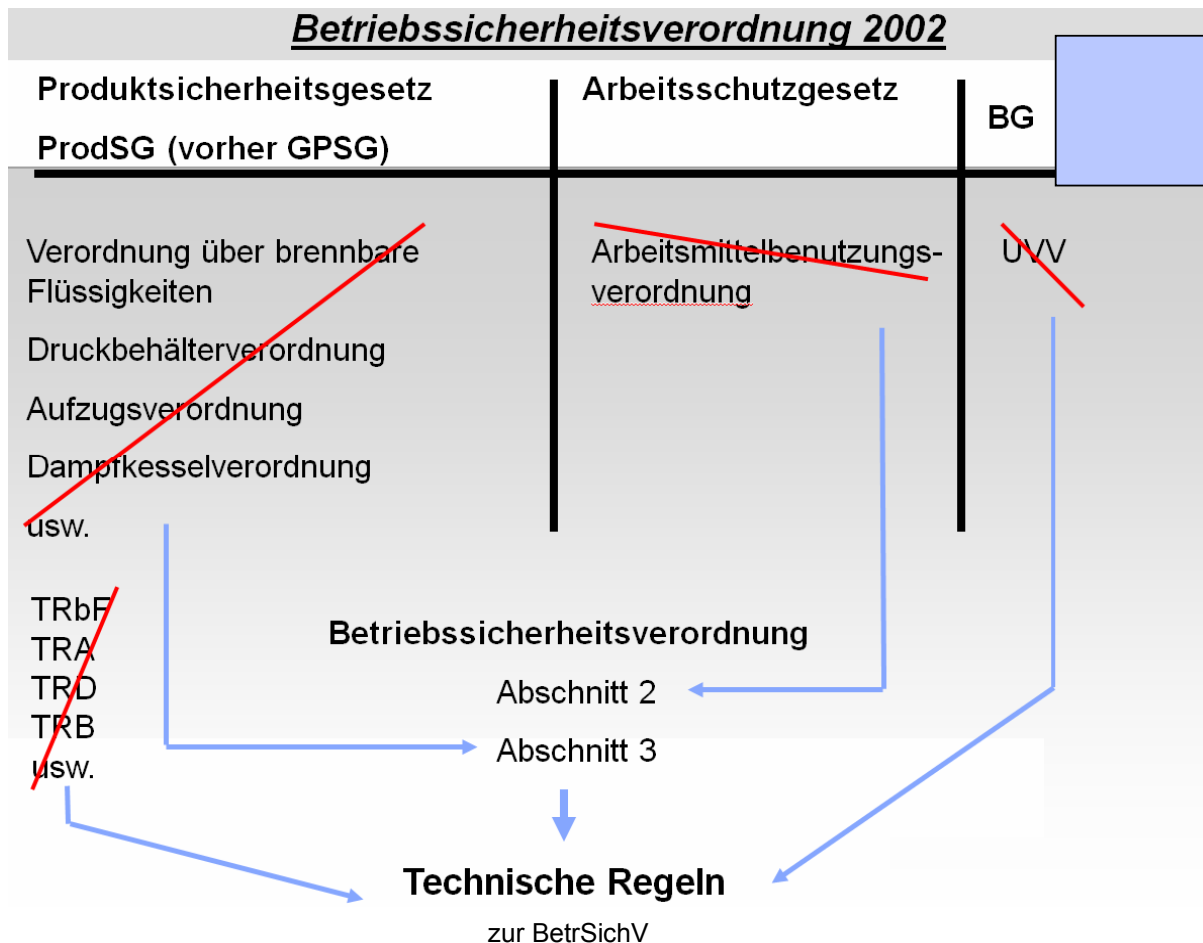 Betriebssicherheitsverordnung 2002
Produktsicherheitsgesetz
ProdSG (vorher GPSG)
Arbeitsschutzgesetz
BG
Verordnung über brennbare
Flüssigkeiten
Druckbehälterverordnung
Aufzugsverordnung
Dampfkesselverordnung
usw.
Arbeitsmittelbenutzungs-
verordnung
UVV
TRbF
TRA
TRD
TRB
usw.
Betriebssicherheitsverordnung
Abschnitt 2
Abschnitt 3
Technische Regeln
zur BetrSichV